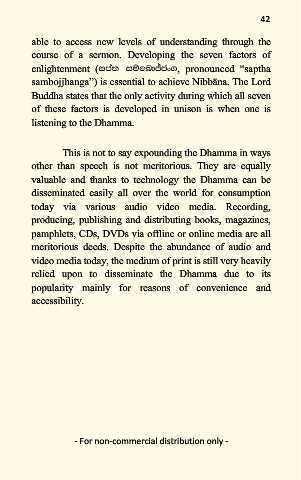 42
able to access new levels of understanding through the
course of a sermon. Developing the seven factors of
enlightenment (සප්ත සම්බොජ්ඣංග, pronounced “saptha
sambojjhanga”) is essential to achieve Nibbāna. The Lord
Buddha states that the only activity during which all seven
of these factors is developed in unison is when one is
listening to the Dhamma.
This is not to say expounding the Dhamma in ways
other than speech is not meritorious. They are equally
valuable and thanks to technology the Dhamma can be
disseminated easily all over the world for consumption
today via various audio video media. Recording,
producing, publishing and distributing books, magazines,
pamphlets, CDs, DVDs via offline or online media are all
meritorious deeds. Despite the abundance of audio and
video media today, the medium of print is still very heavily
relied upon to disseminate the Dhamma due to its
popularity mainly for reasons of convenience and
accessibility.
- For non-commercial distribution only -